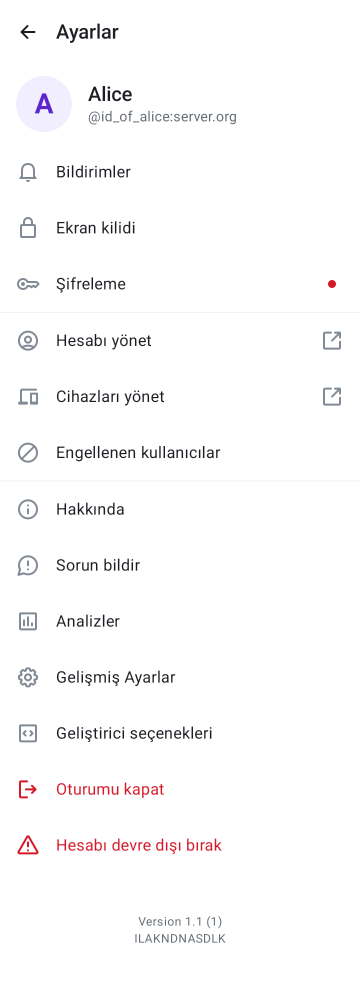 Ayarlar
A
Alice
@id_of_alice:server.org
Bildirimler
Ekran kilidi
Şifreleme
Hesabı yönet
Cihazları yönet
Engellenen kullanıcılar
Hakkında
Sorun bildir
Analizler
Gelişmiş Ayarlar
Geliştirici seçenekleri
Oturumu kapat
Hesabı devre dışı bırak
Version 1.1 (1)
ILAKNDNASDLK